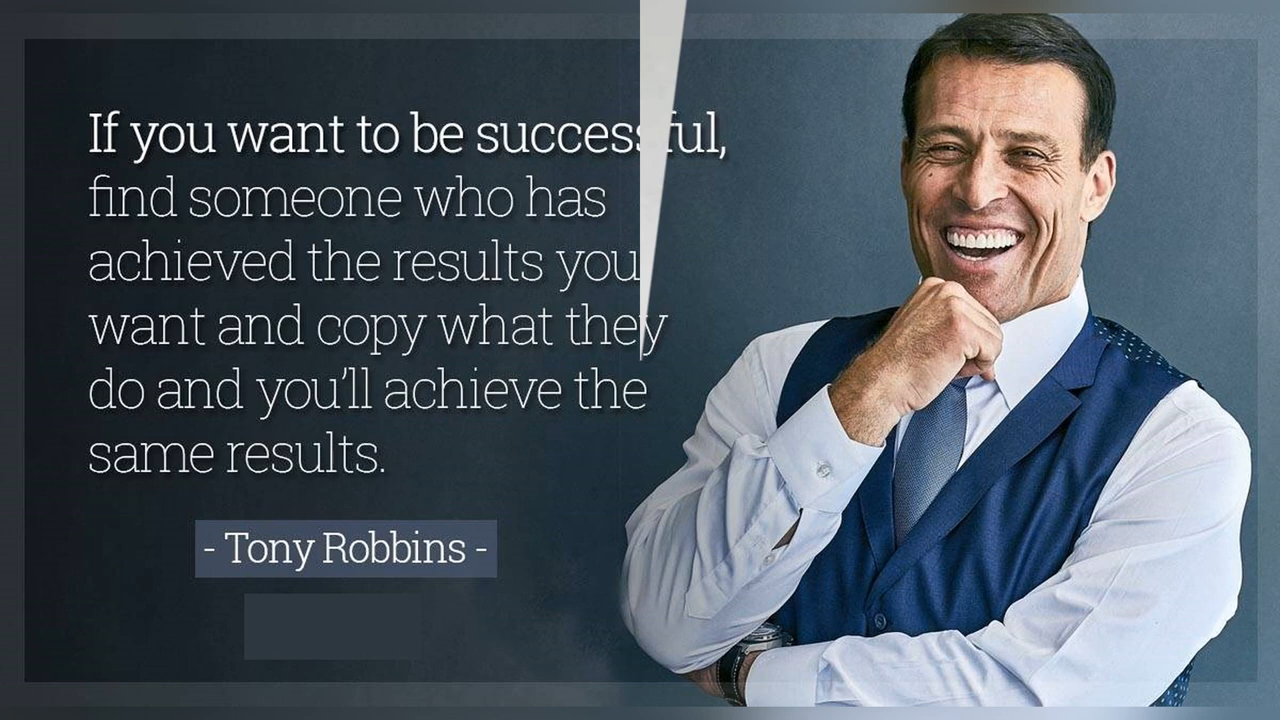 If you want to be successful,
find someone who has
achieved the results you
want and copy what they
do and you'll achieve the
same results.
- Tony Robbins -